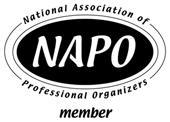 National Association of
NAPO
Professional Organizers
member